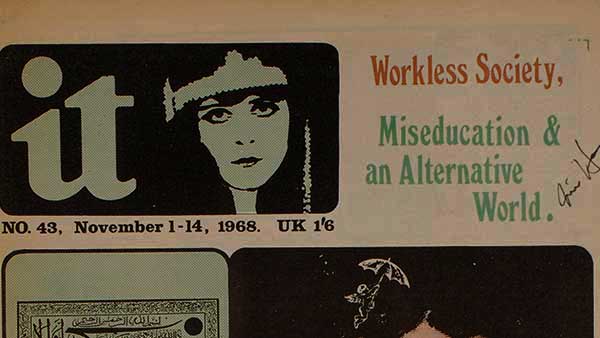 it
Workless Society,
Miseducation &
an Alternative
World.
NO. 43, November 1-14, 1968. UK 1'6